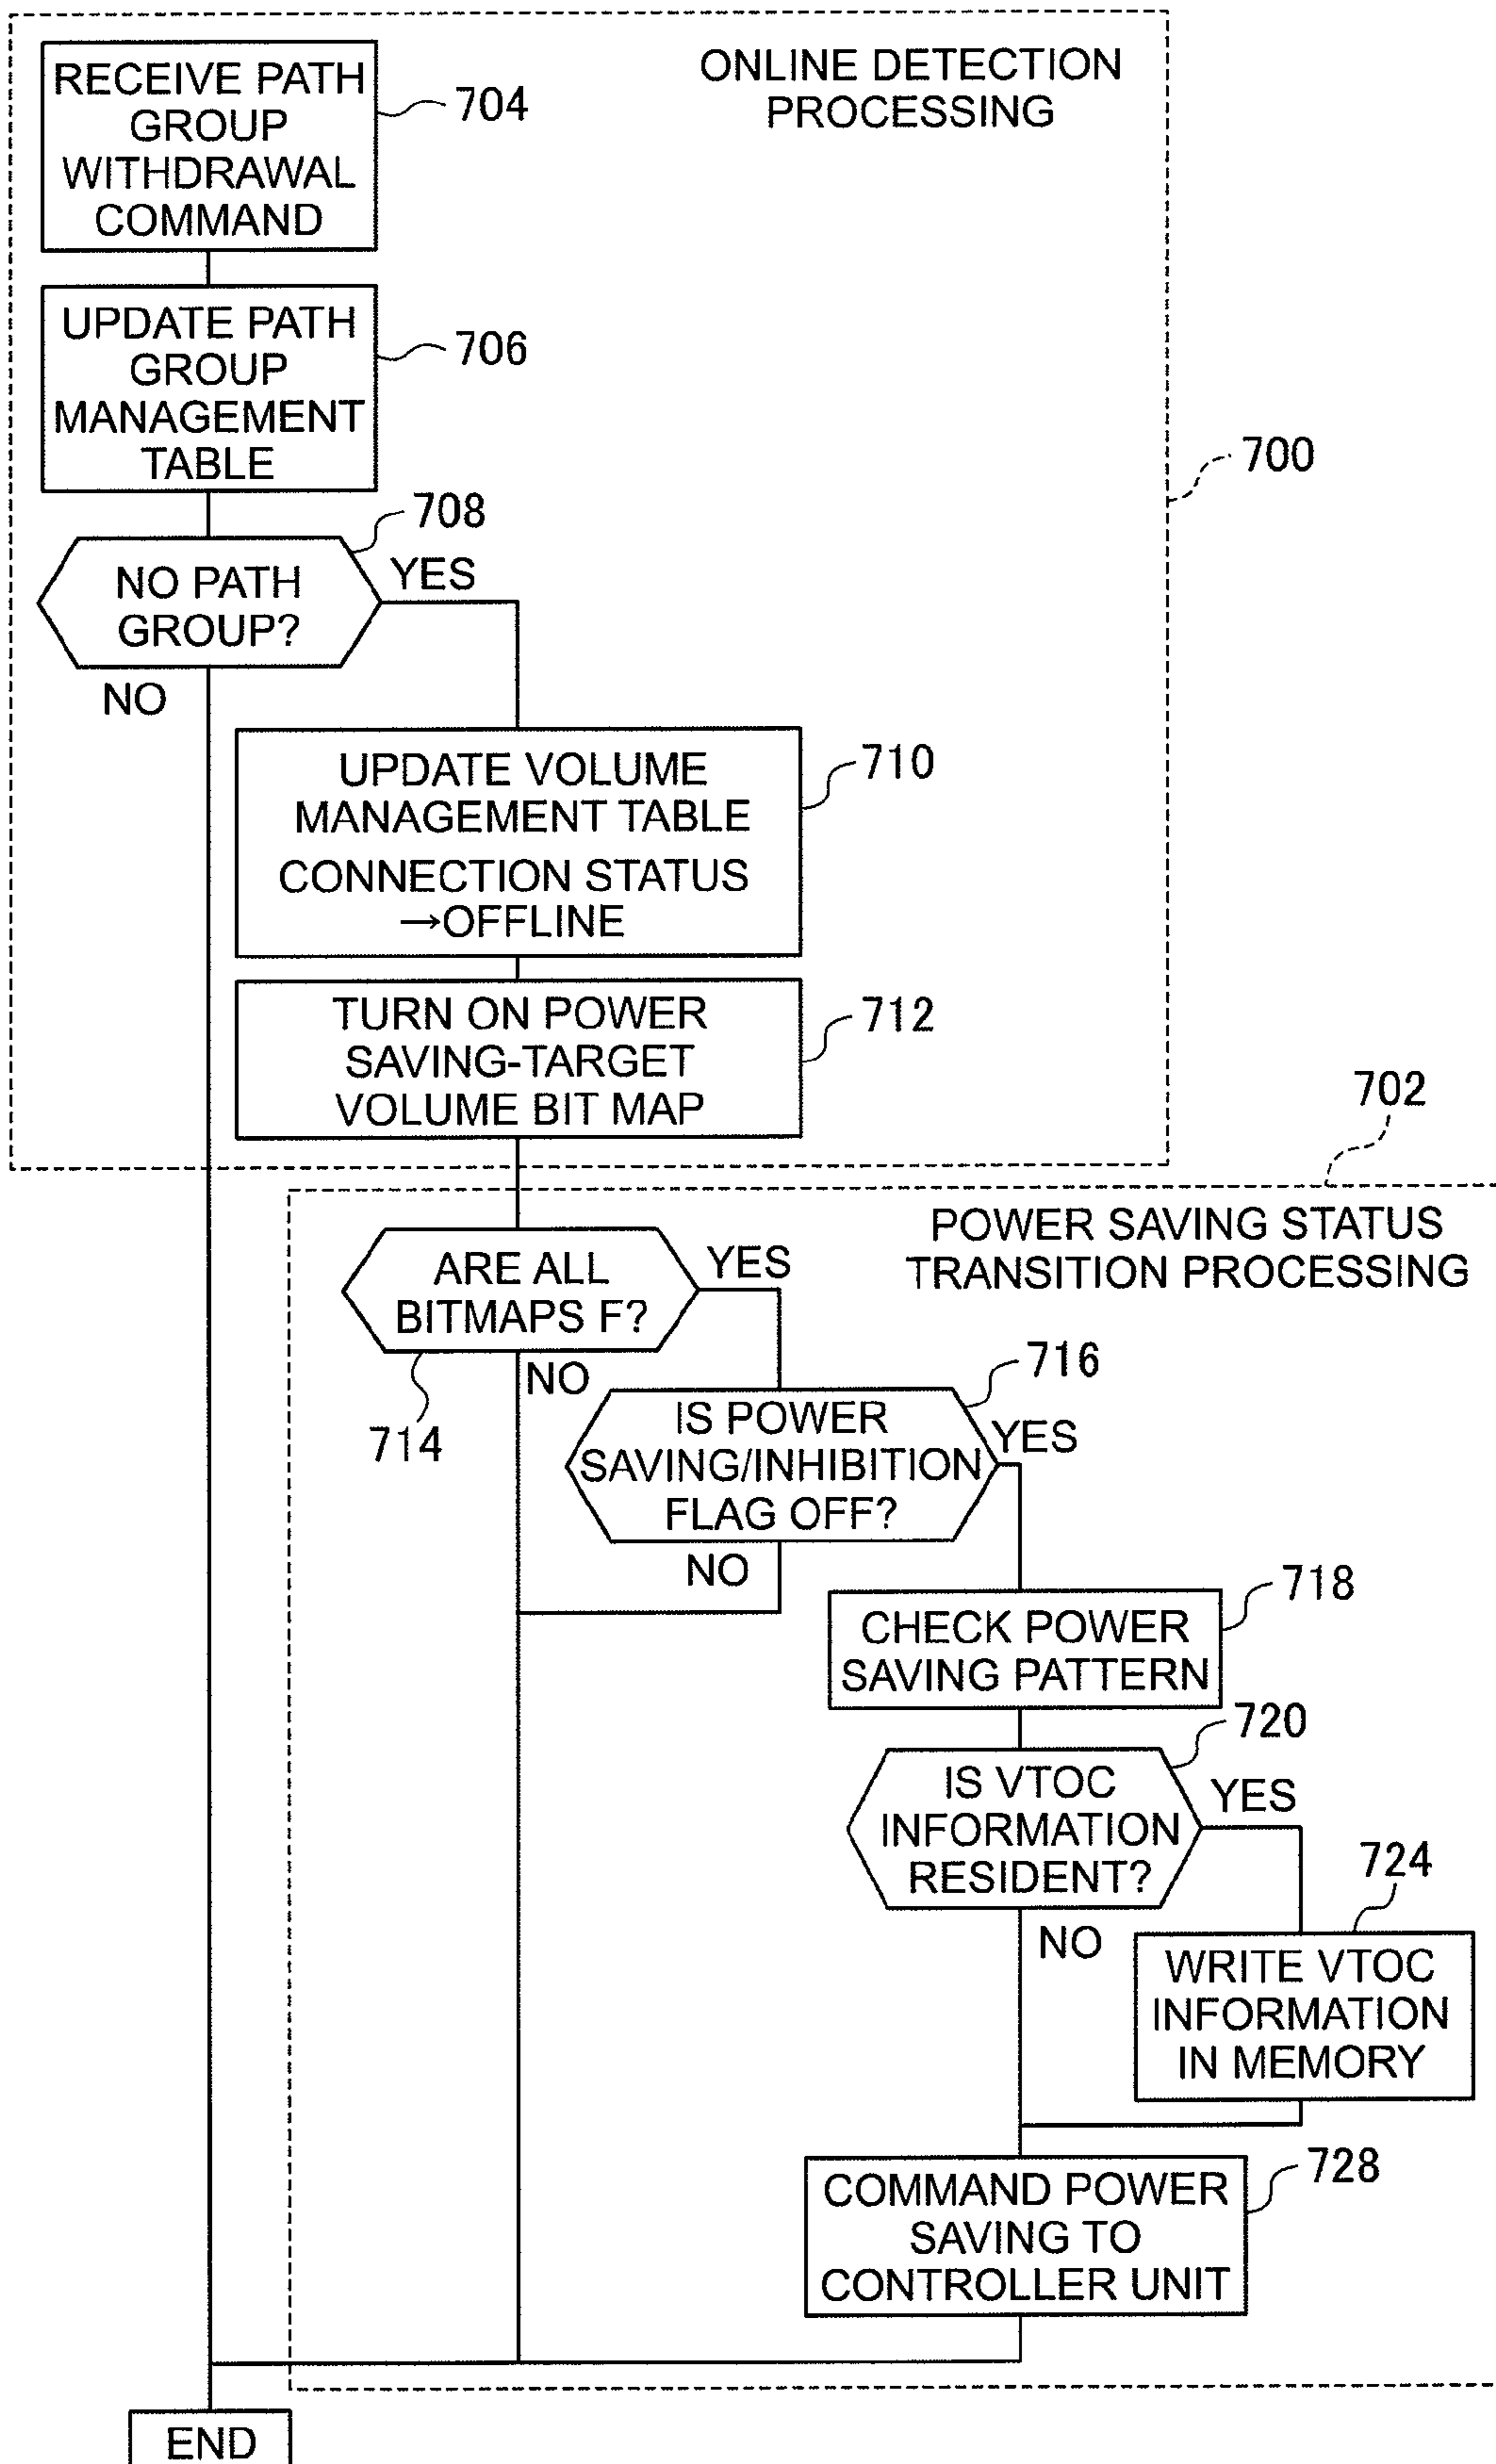 ONLINE DETECTION
PROCESSING
RECEIVE PATH
GROUP
WITHDRAWAL
COMMAND
704
UPDATE PATH
GROUP
MANAGEMENT
TABLE
706
700
708
NO PATH
GROUP?
YES
NO
UPDATE VOLUME
MANAGEMENT TABLE
CONNECTION STATUS
→OFFLINE
710
TURN ON POWER
SAVING-TARGET
VOLUME BIT MAP
712
702
POWER SAVING STATUS
TRANSITION PROCESSING
ARE ALL
BITMAPS F?
YES
NO
714
716
IS POWER
SAVING/INHIBITION
FLAG OFF?
YES
NO
CHECK POWER
SAVING PATTERN
718
720
IS VTOC
INFORMATION
RESIDENT?
YES
NO
724
WRITE VTOC
INFORMATION
IN MEMORY
COMMAND POWER
SAVING TO
CONTROLLER UNIT
728
END